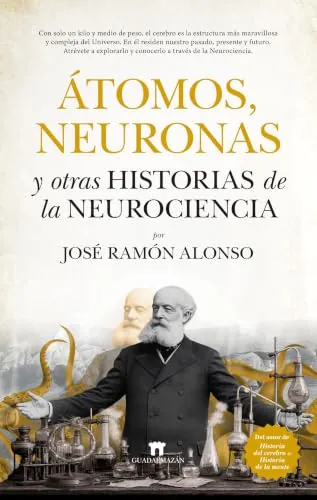 Con solo un kilo y medio de peso, el cerebro es la estructura más maravillosa
y compleja del Universo. En él residen nuestro pasado, presente y futuro.
Atrévete a explorarlo y conocerlo a través de la Neurociencia.
ÁTOMOS,
NEURONAS
y otras HISTORIAS de
la NEUROCIENCIA
por
JOSÉ RAMÓN ALONSO
Del autor de
Historia
del cerebro e
Historia de
la mente
GUADALMAZÁN